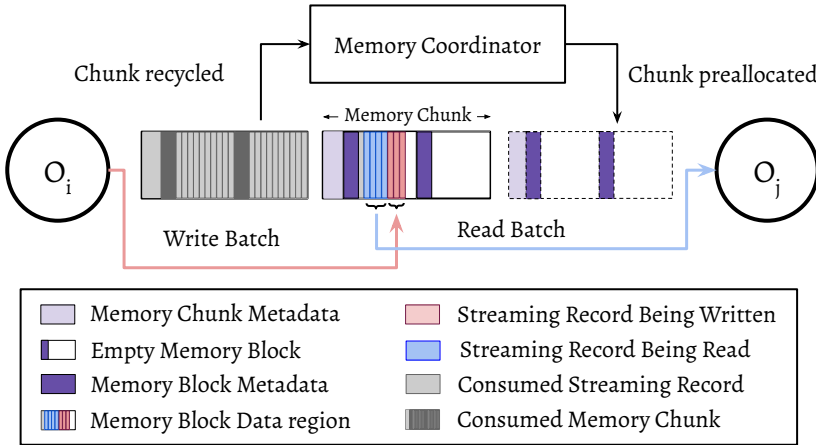 Memory Coordinator
Chunk recycled
Chunk preallocated
Memory Chunk
O_i
O_j
Write Batch
Read Batch
Memory Chunk Metadata
Empty Memory Block
Memory Block Metadata
Memory Block Data region
Streaming Record Being Written
Streaming Record Being Read
Consumed Streaming Record
Consumed Memory Chunk